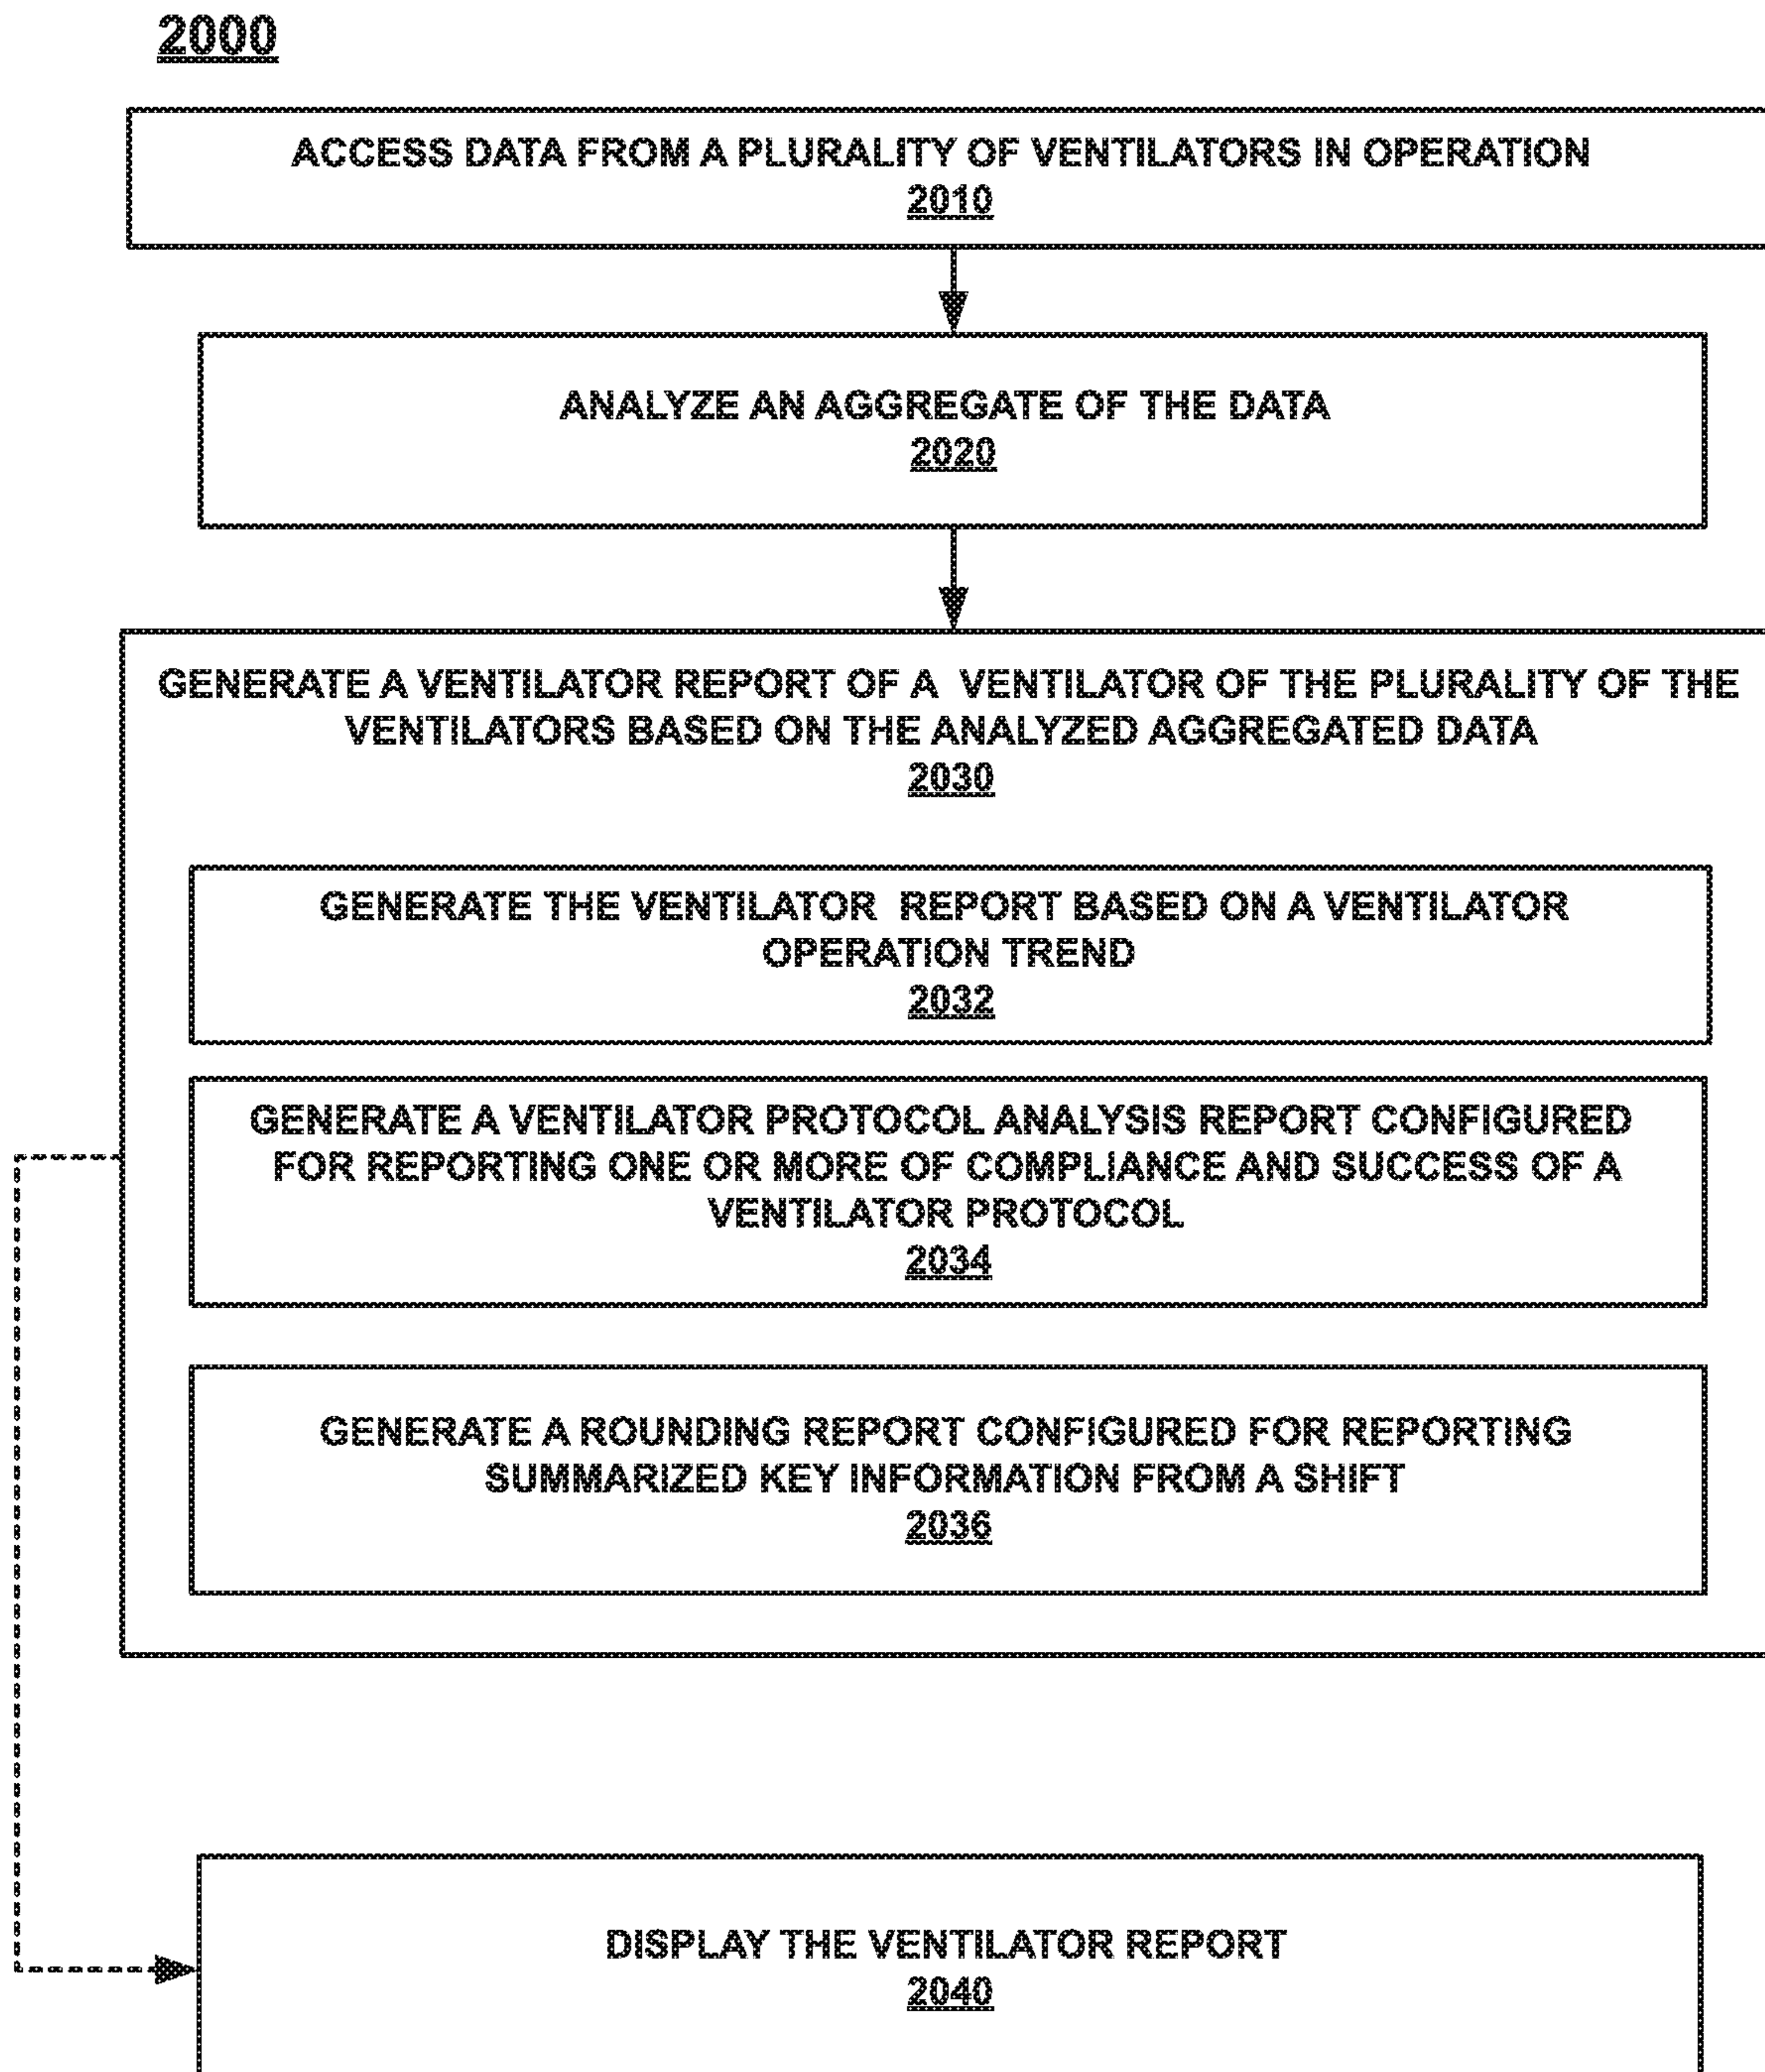 2000
ACCESS DATA FROM A PLURALITY OF VENTILATORS IN OPERATION
2010
ANALYZE AN AGGREGATE OF THE DATA
2020
GENERATE A VENTILATOR REPORT OF A VENTILATOR OF THE PLURALITY OF THE
VENTILATORS BASED ON THE ANALYZED AGGREGATED DATA
2030
GENERATE THE VENTILATOR REPORT BASED ON A VENTILATOR
OPERATION TREND
2032
GENERATE A VENTILATOR PROTOCOL ANALYSIS REPORT CONFIGURED
FOR REPORTING ONE OR MORE OF COMPLIANCE AND SUCCESS OF A
VENTILATOR PROTOCOL
2034
GENERATE A ROUNDING REPORT CONFIGURED FOR REPORTING
SUMMARIZED KEY INFORMATION FROM A SHIFT
2036
DISPLAY THE VENTILATOR REPORT
2040